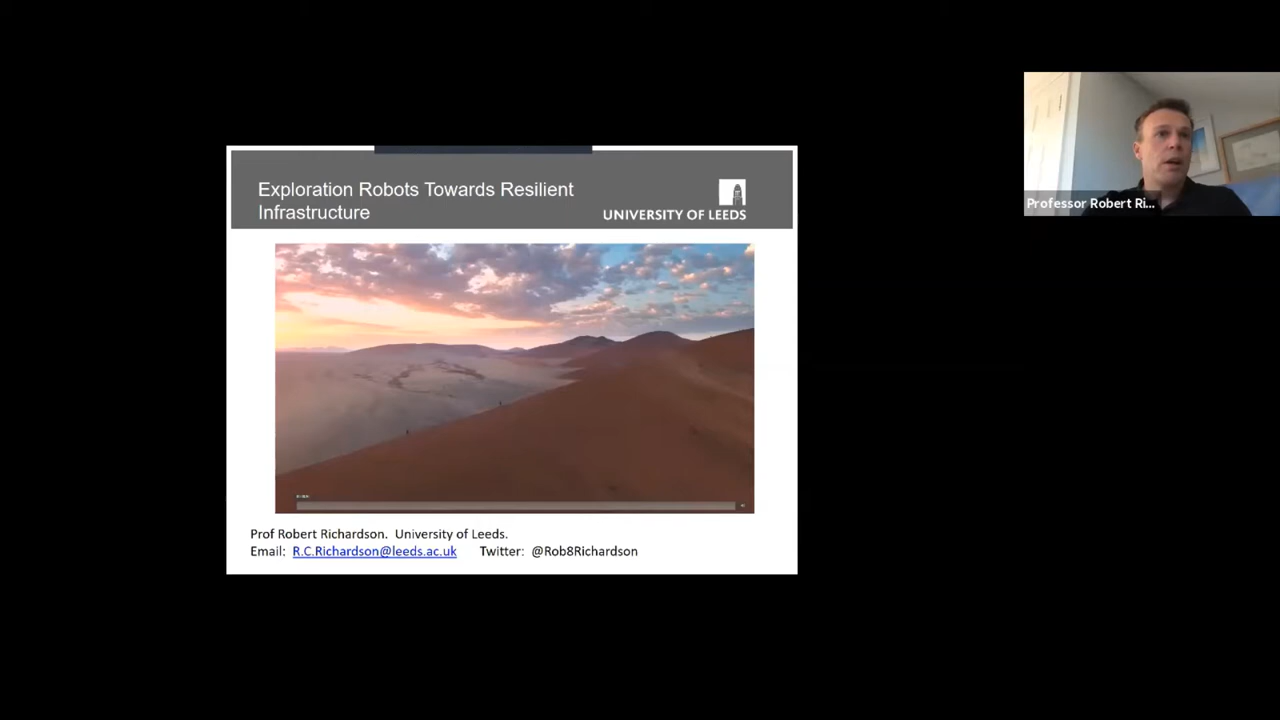 Exploration Robots Towards Resilient
Infrastructure
UNIVERSITY OF LEEDS
Professor Robert Ri...
Prof Robert Richardson. University of Leeds.
Email: R.C.Richardson@leeds.ac.uk Twitter: @Rob8Richardson